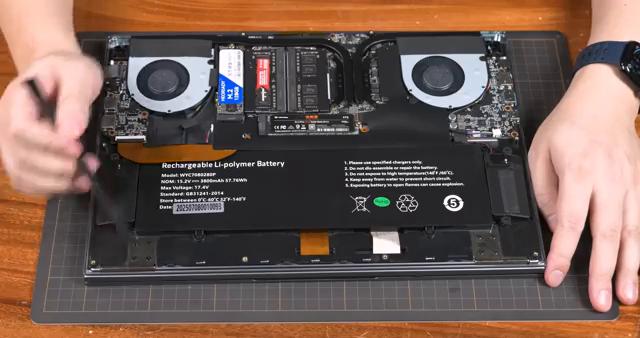 M.2
Rechargeable Li-polymer Battery
Model: WYC7080280P
NOM: 15.2V⎓3800mAh 57.76Wh
Max Voltage: 17.4V
Standard: GB31241-2014
Store between 0°C-60°C 32°F-140°F
Date:
202507080010093
1. Please use specified chargers only.
2. Do not disassemble or repair the battery.
3. Do not expose to high temperature(140°F /60°C).
4. Keep away from water to prevent short circuit.
5. Exposing battery to open flames can cause explosion.
5